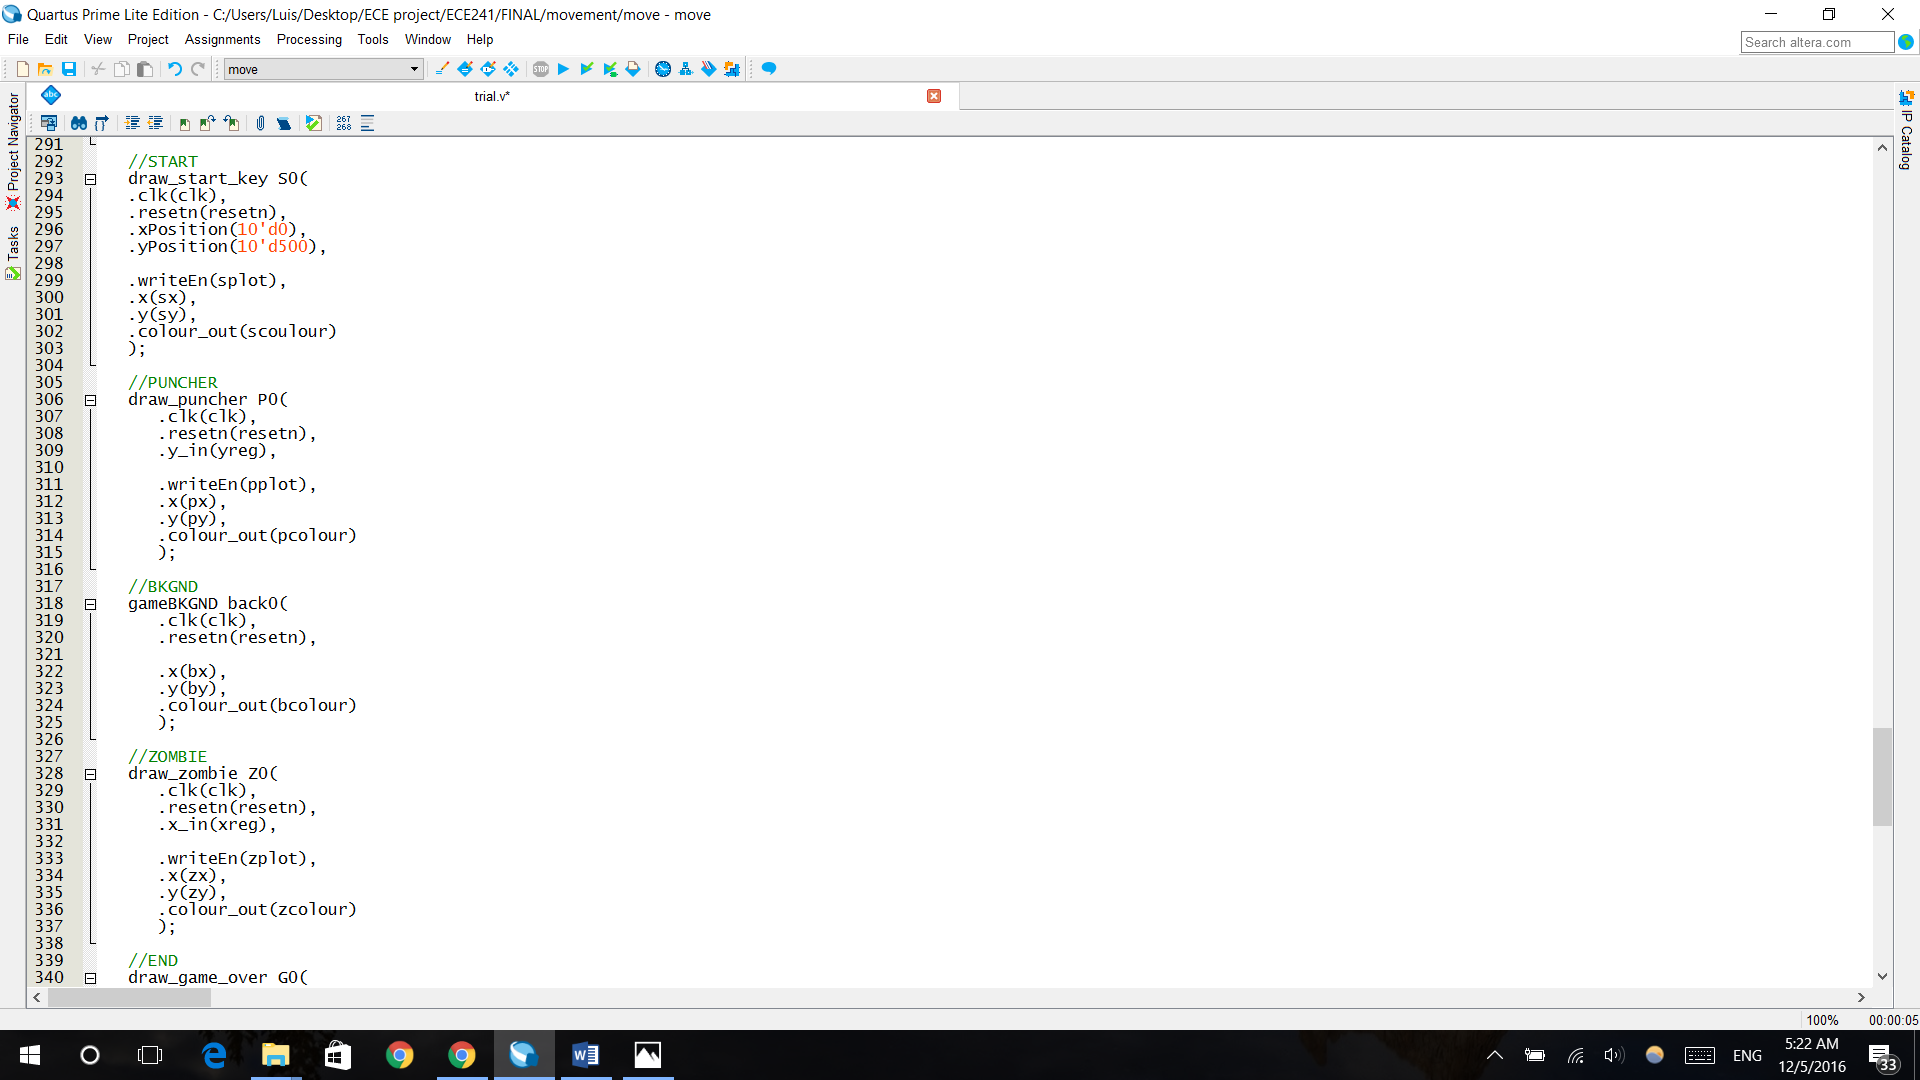 Quartus Prime Lite Edition - C:/Users/Luis/Desktop/ECE project/ECE241/FINAL/movement/move - move
File Edit View Project Assignments Processing Tools Window Help
Search altera.com
move
STOP
abc
trial.v*
267
268
Project Navigator
Tasks
IP Catalog
291
292 //START
293 draw_start_key S0(
294 .clk(clk),
295 .resetn(resetn),
296 .xPosition(10'd0),
297 .yPosition(10'd500),
298
299 .writeEn(splot),
300 .x(sx),
301 .y(sy),
302 .colour_out(scoulour)
303 );
304
305 //PUNCHER
306 draw_puncher P0(
307 .clk(clk),
308 .resetn(resetn),
309 .y_in(yreg),
310
311 .writeEn(pplot),
312 .x(px),
313 .y(py),
314 .colour_out(pcolour)
315 );
316
317 //BKGND
318 gameBKGND back0(
319 .clk(clk),
320 .resetn(resetn),
321
322 .x(bx),
323 .y(by),
324 .colour_out(bcolour)
325 );
326
327 //ZOMBIE
328 draw_zombie Z0(
329 .clk(clk),
330 .resetn(resetn),
331 .x_in(xreg),
332
333 .writeEn(zplot),
334 .x(zx),
335 .y(zy),
336 .colour_out(zcolour)
337 );
338
339 //END
340 draw_game_over G0(
100% 00:00:05
ENG
5:22 AM
12/5/2016
33